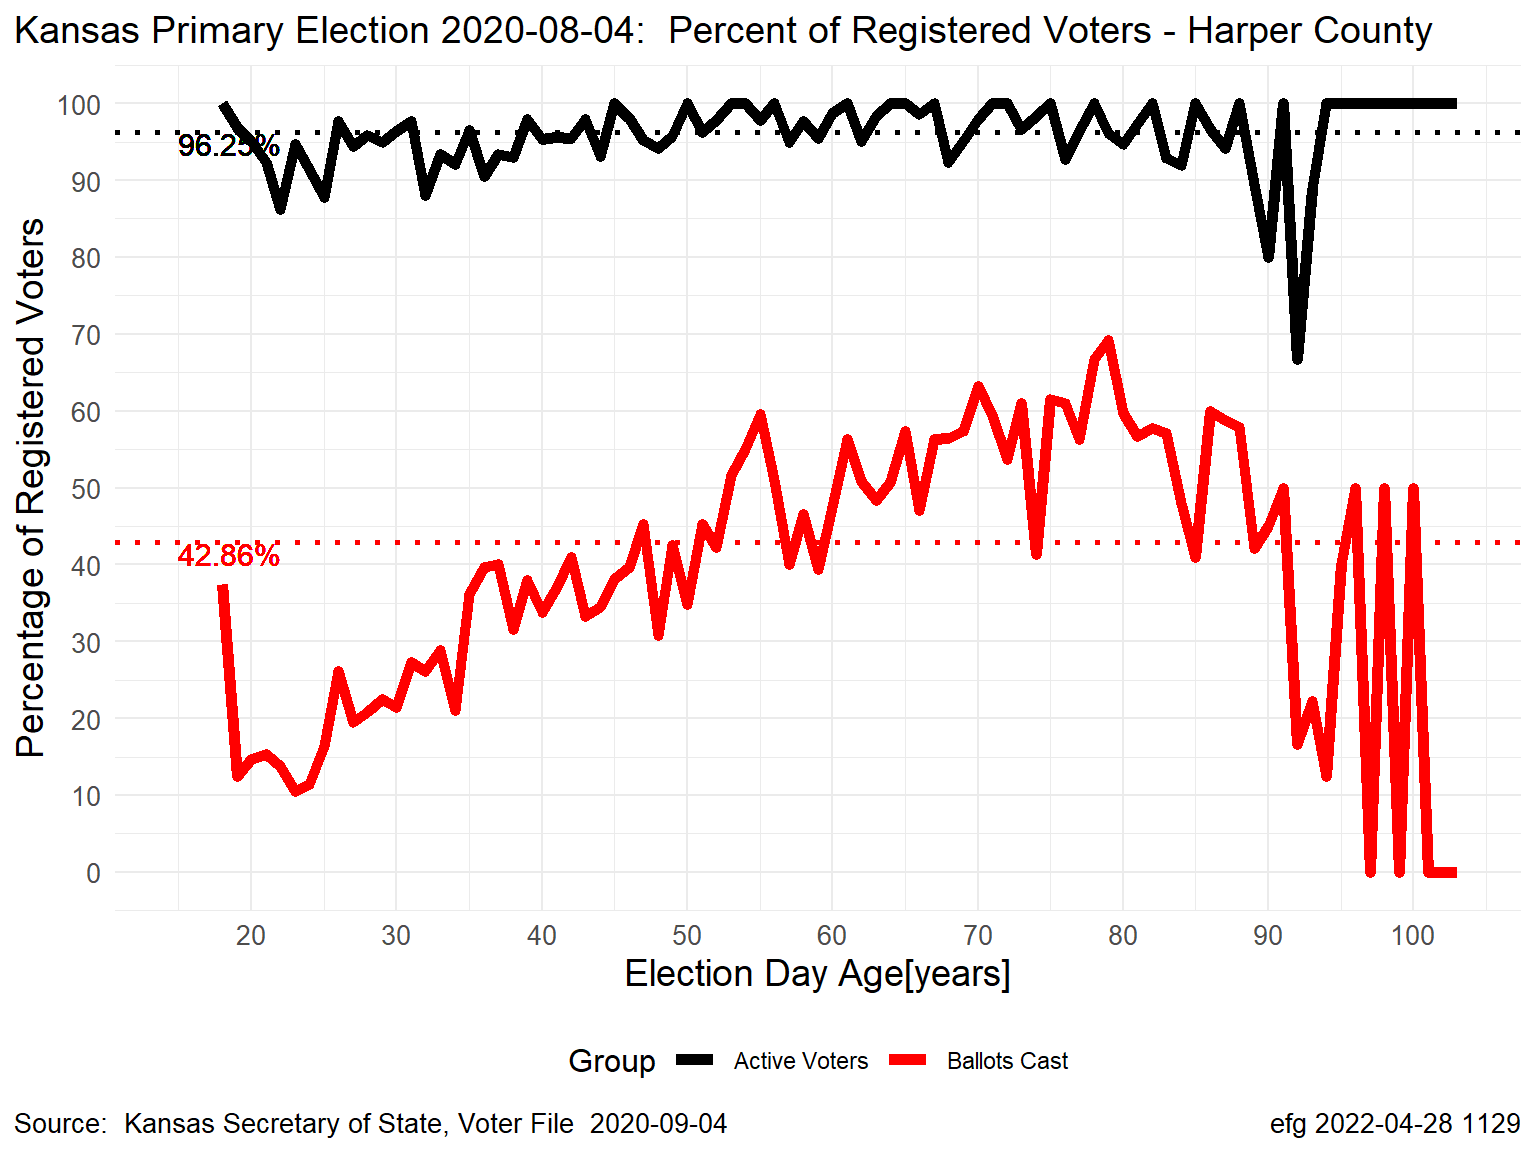 Kansas Primary Election 2020-08-04:  Percent of Registered Voters - Harper County
Percentage of Registered Voters
100
90
80
70
60
50
40
30
20
10
0
96.25%
42.86%
20 30 40 50 60 70 80 90 100
Election Day Age[years]
Group Active Voters Ballots Cast
Source:  Kansas Secretary of State, Voter File  2020-09-04
efg 2022-04-28 1129